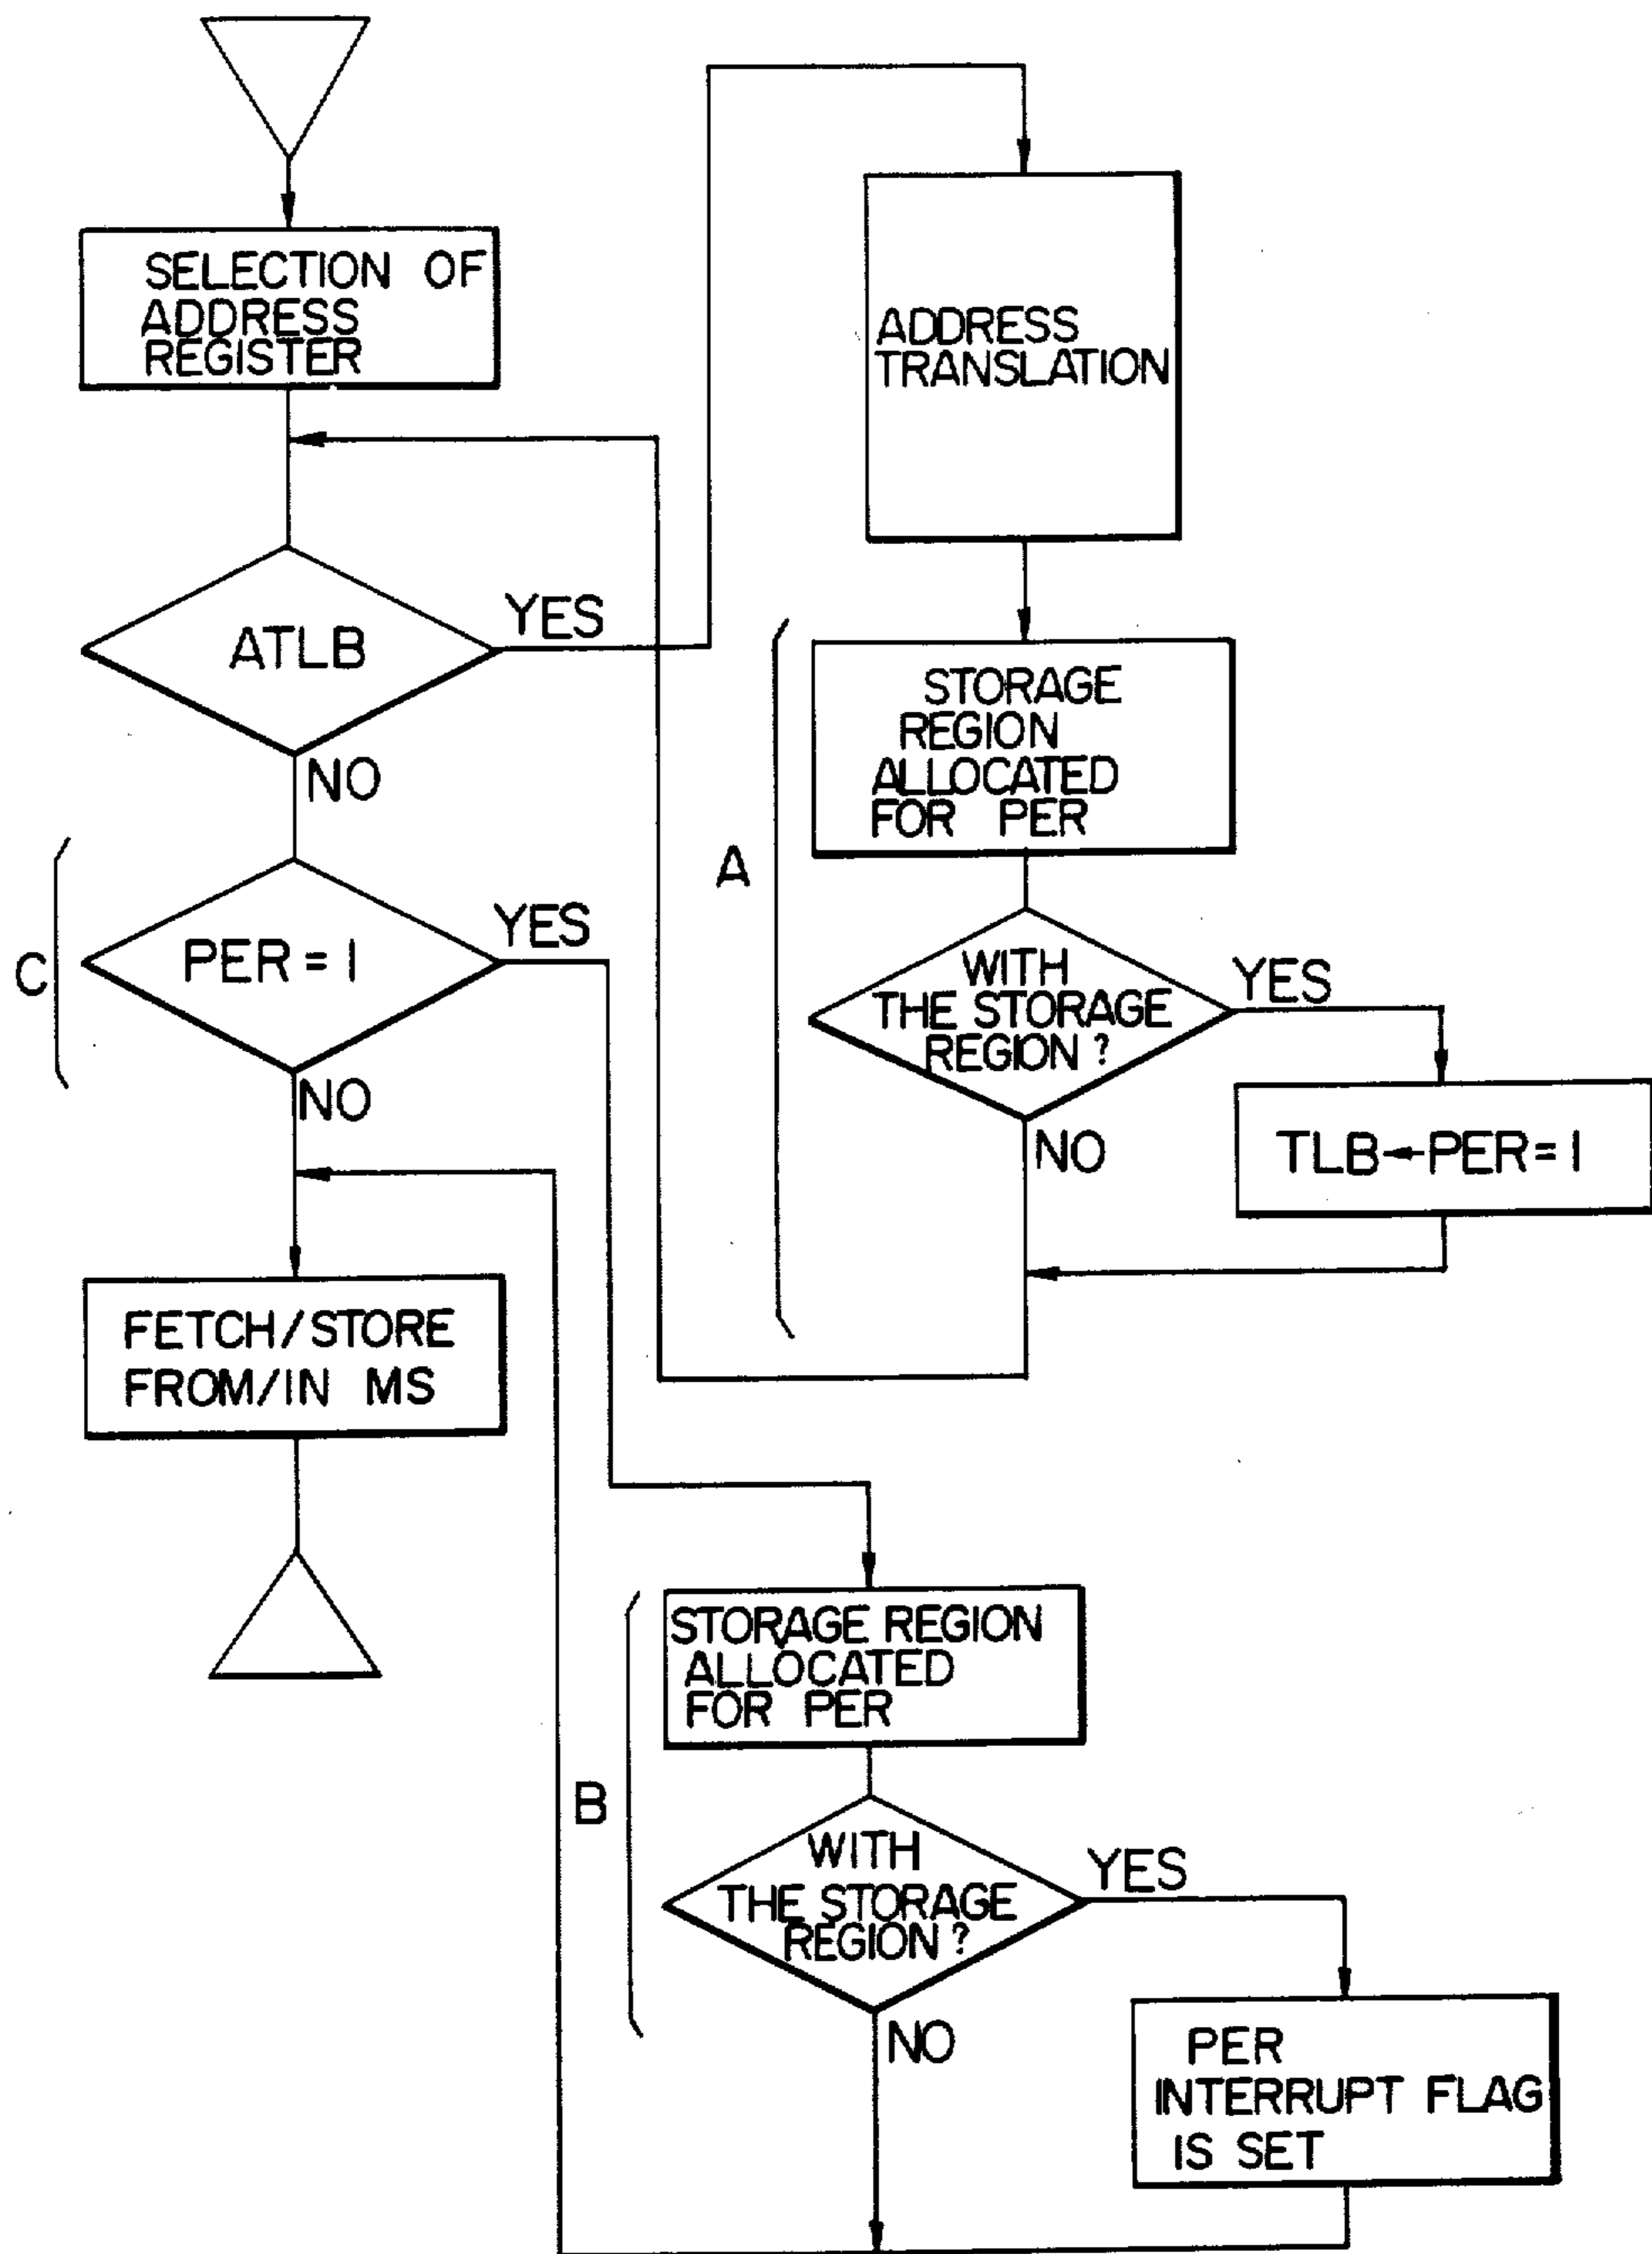 SELECTION OF
ADDRESS
REGISTER
ATLB
YES
NO
C
PER = 1
YES
NO
FETCH/STORE
FROM/IN MS
ADDRESS
TRANSLATION
A
STORAGE
REGION
ALLOCATED
FOR PER
WITH
THE STORAGE
REGION?
YES
NO
TLB←PER=1
B
STORAGE REGION
ALLOCATED
FOR PER
WITH
THE STORAGE
REGION?
YES
NO
PER
INTERRUPT FLAG
IS SET